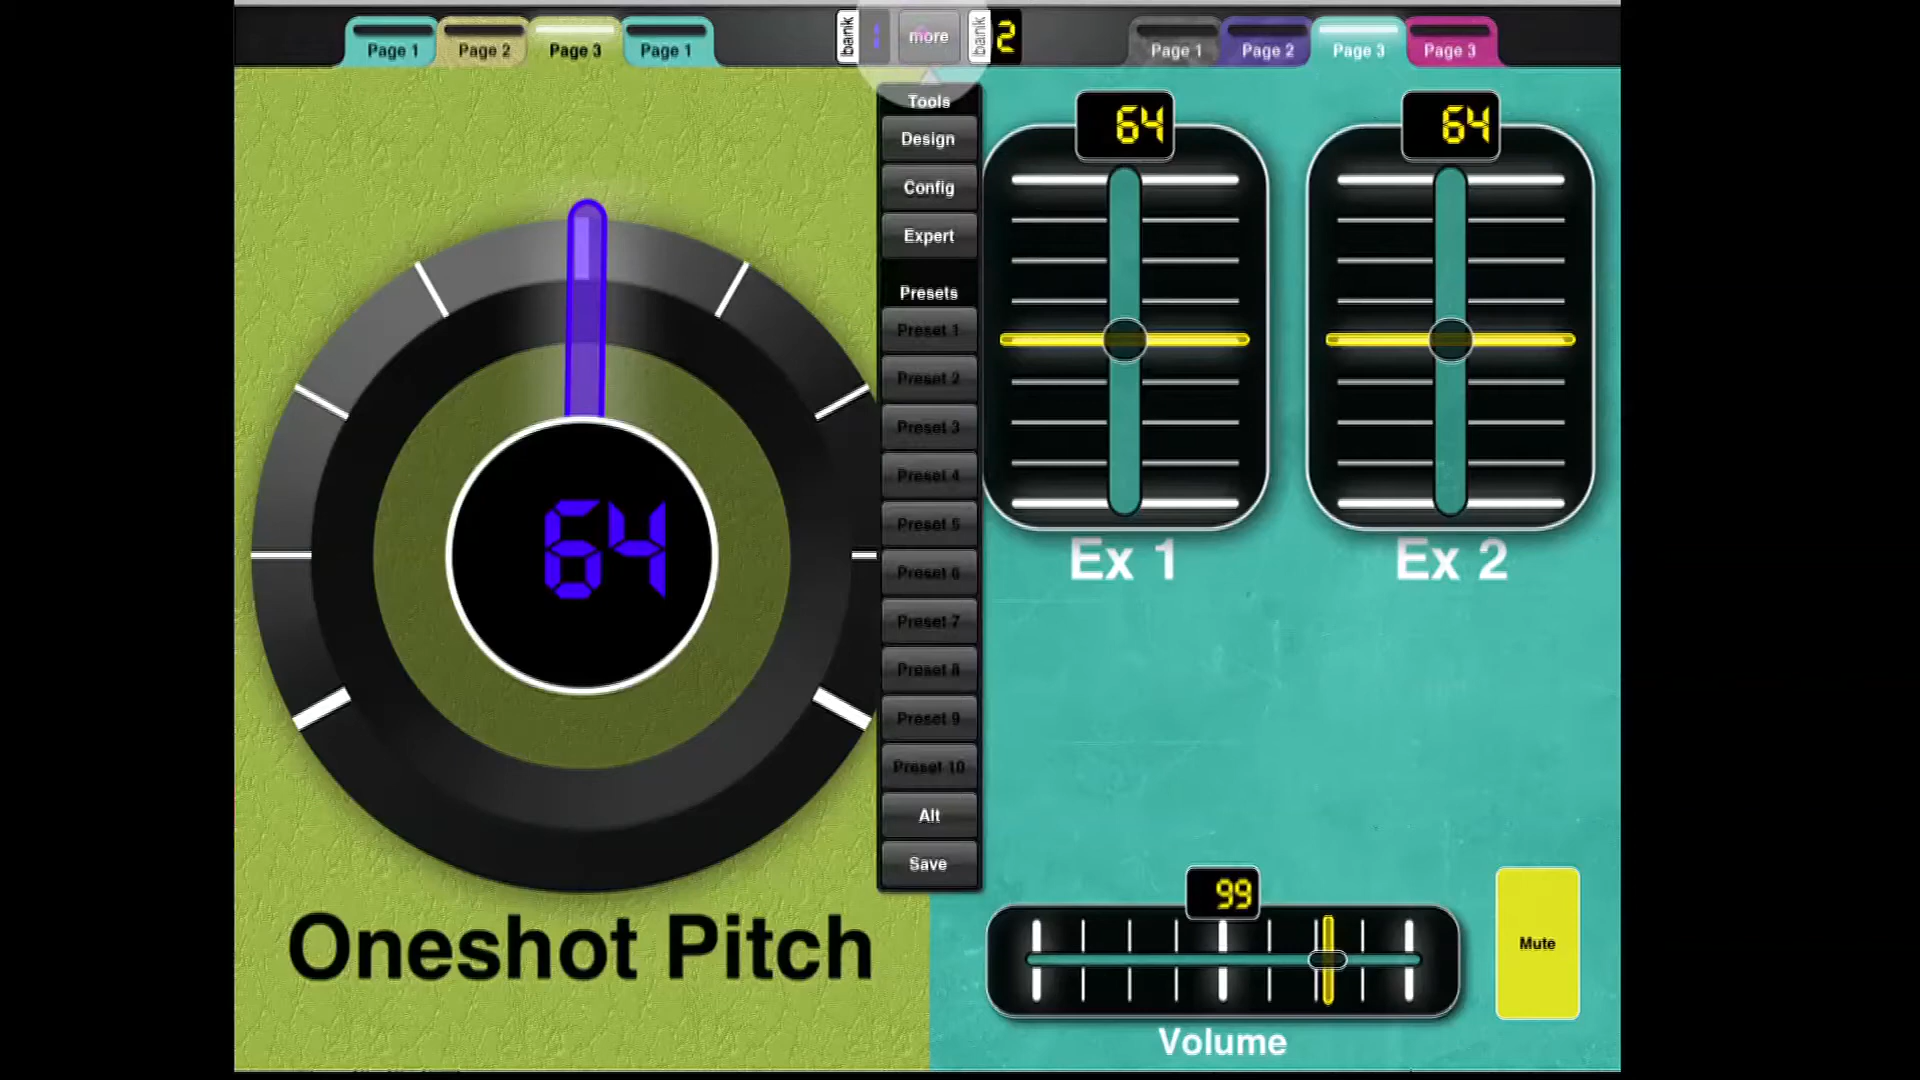 Page 1
Page 2
Page 3
Page 1
bank
1
more
bank
2
Page 1
Page 2
Page 3
Page 3
Tools
Design
Config
Expert
Presets
Preset 1
Preset 2
Preset 3
Preset 4
Preset 5
Preset 6
Preset 7
Preset 8
Preset 9
Preset 10
Alt
Save
64
Oneshot Pitch
64
64
Ex 1
Ex 2
99
Volume
Mute